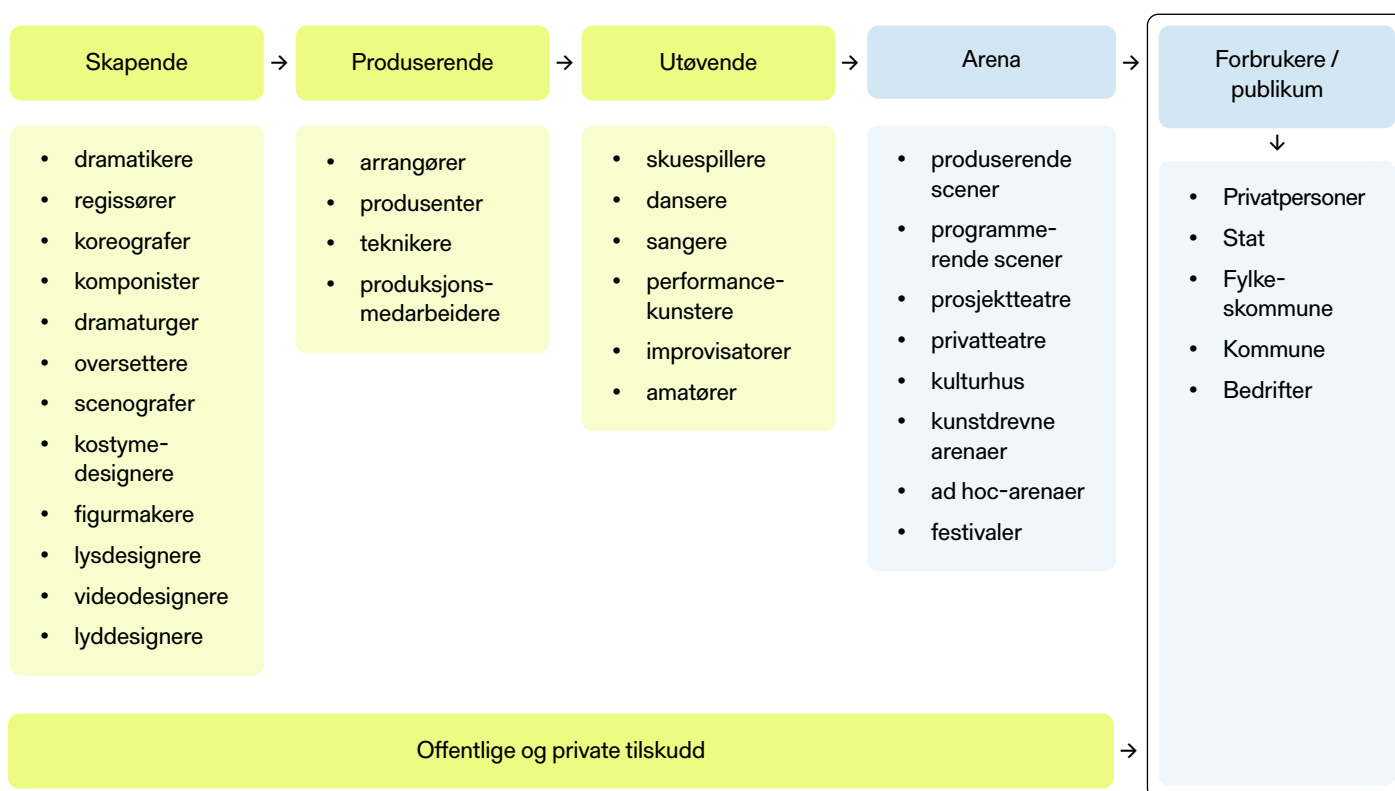 Skapende
→
Produserende
→
Utøvende
→
Arena
→
Forbrukere /
publikum
↓
• dramatikere
• regissører
• koreografer
• komponister
• dramaturger
• oversettere
• scenografer
• kostyme-
designere
• figurmakere
• lysdesignere
• videodesignere
• lyddesignere
• arrangører
• produsenter
• teknikere
• produksjons-
medarbeidere
• skuespillere
• dansere
• sangere
• performance-
kunstere
• improvisatorer
• amatører
• produserende
scener
• programme-
rende scener
• prosjektteatre
• privatteatre
• kulturhus
• kunstdrevne
arenaer
• ad hoc-arenaer
• festivaler
• Privatpersoner
• Stat
• Fylke-
skommune
• Kommune
• Bedrifter
Offentlige og private tilskudd
→